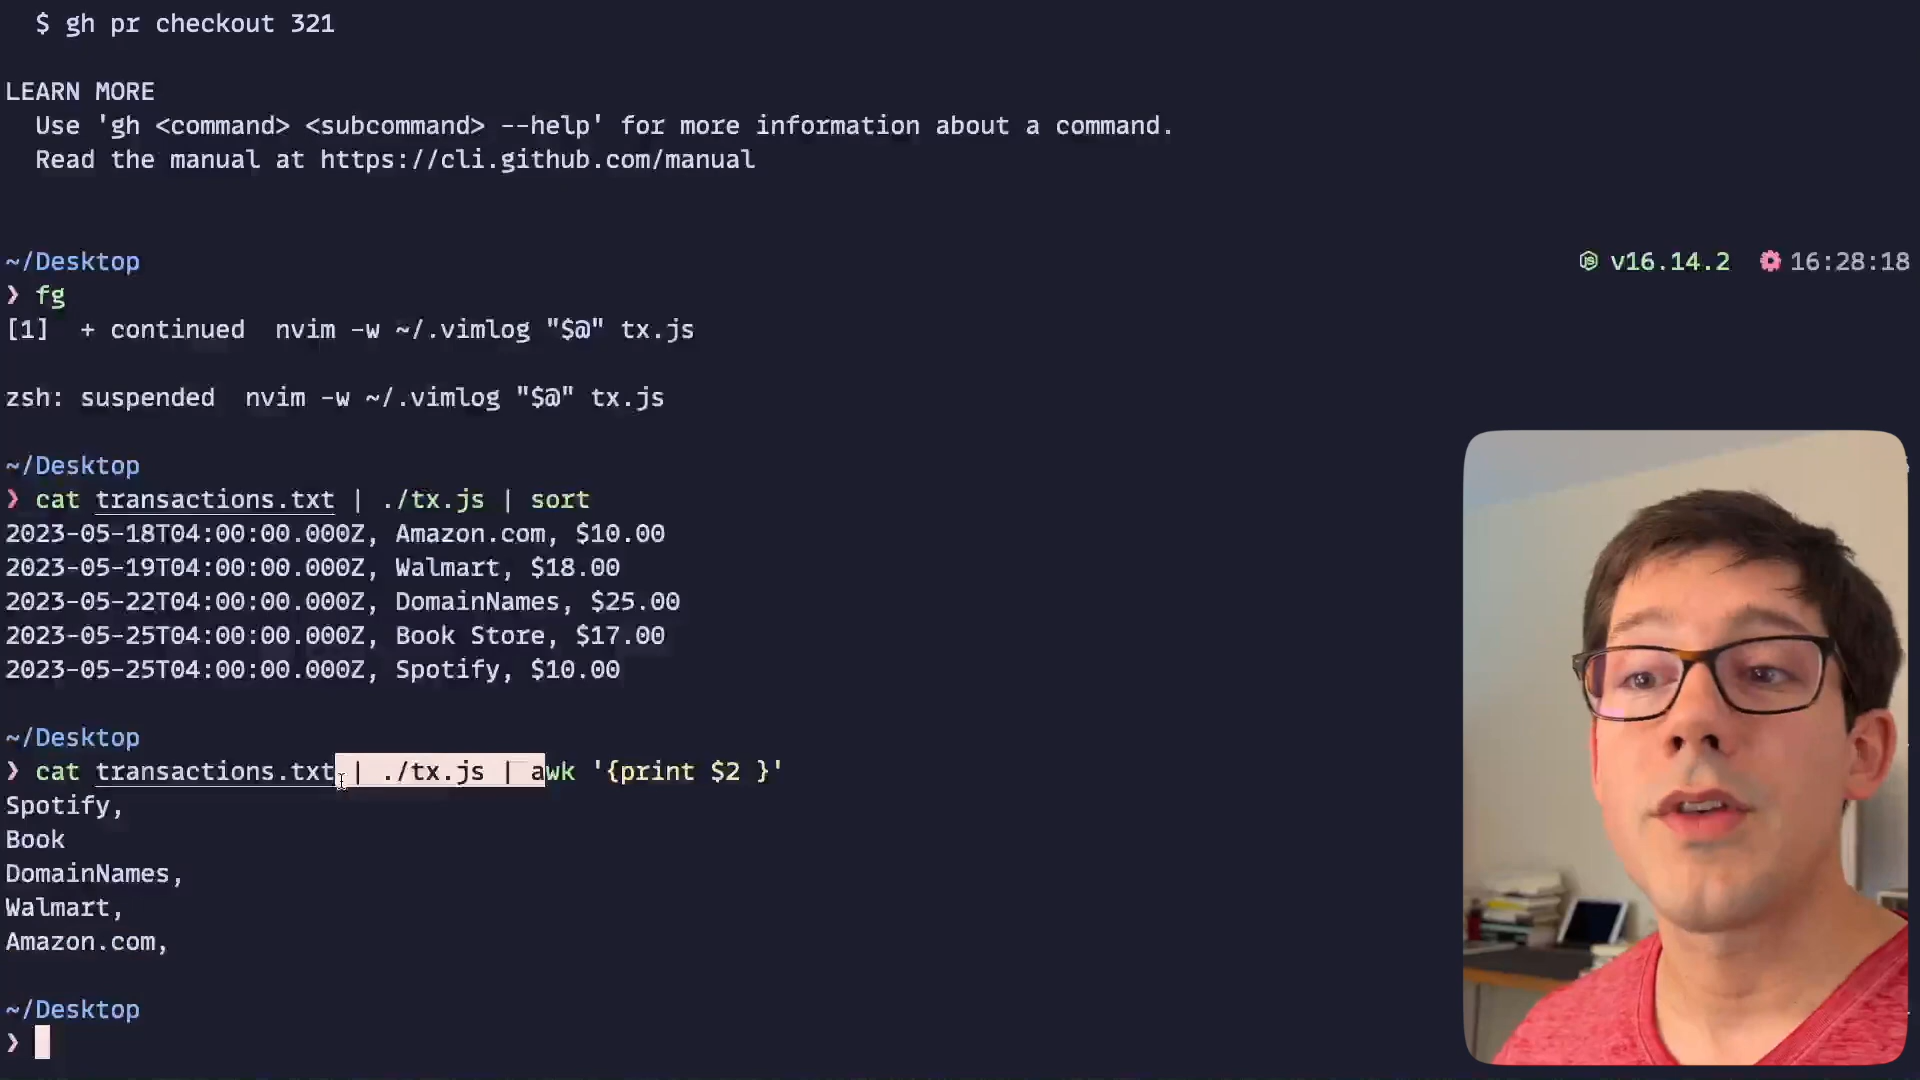 $ gh pr checkout 321
LEARN MORE
Use 'gh <command> <subcommand> --help' for more information about a command.
Read the manual at https://cli.github.com/manual
~/Desktop v16.14.2 16:28:18
❯ fg
[1]  + continued  nvim -w ~/.vimlog "$@" tx.js
zsh: suspended  nvim -w ~/.vimlog "$@" tx.js
~/Desktop
❯ cat transactions.txt | ./tx.js | sort
2023-05-18T04:00:00.000Z, Amazon.com, $10.00
2023-05-19T04:00:00.000Z, Walmart, $18.00
2023-05-22T04:00:00.000Z, DomainNames, $25.00
2023-05-25T04:00:00.000Z, Book Store, $17.00
2023-05-25T04:00:00.000Z, Spotify, $10.00
~/Desktop
❯ cat transactions.txt | ./tx.js | awk '{print $2 }'
Spotify,
Book
DomainNames,
Walmart,
Amazon.com,
~/Desktop
❯